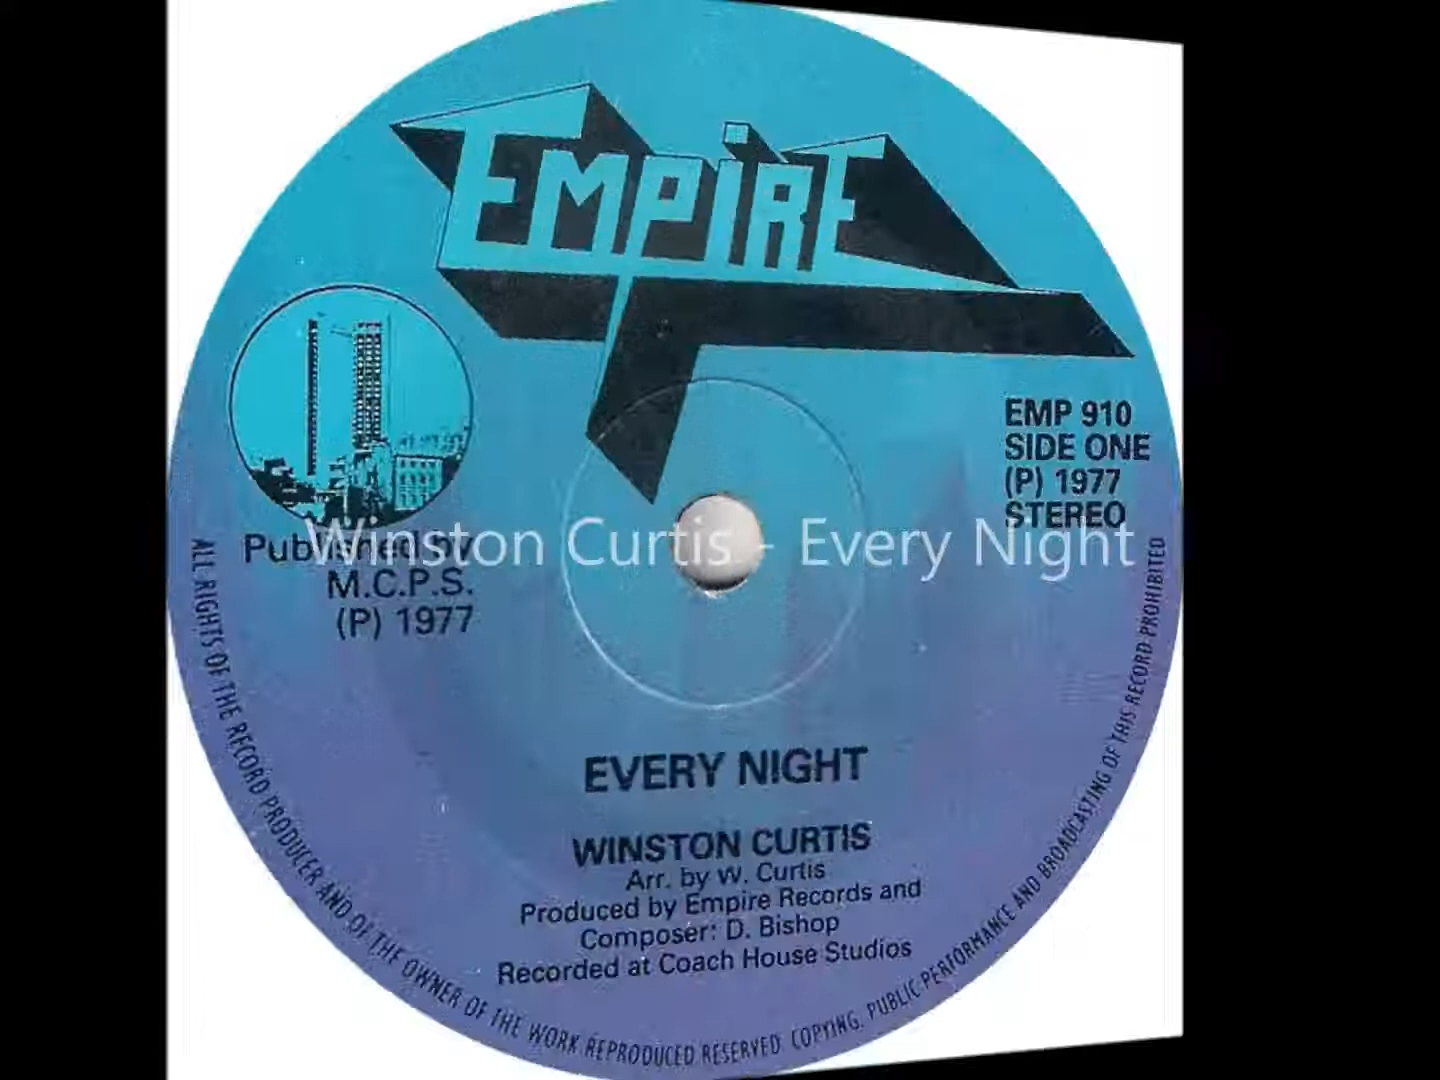 EMPIRE
EMP 910
SIDE ONE
(P) 1977
STEREO
Published by
M.C.P.S.
(P) 1977
Winston Curtis - Every Night
EVERY NIGHT
WINSTON CURTIS
Arr. by W. Curtis
Produced by Empire Records and
Composer: D. Bishop
Recorded at Coach House Studios
ALL RIGHTS OF THE RECORD PRODUCER AND OF THE OWNER OF THE WORK REPRODUCED RESERVED. COPYING, PUBLIC PERFORMANCE AND BROADCASTING OF THIS RECORD PROHIBITED